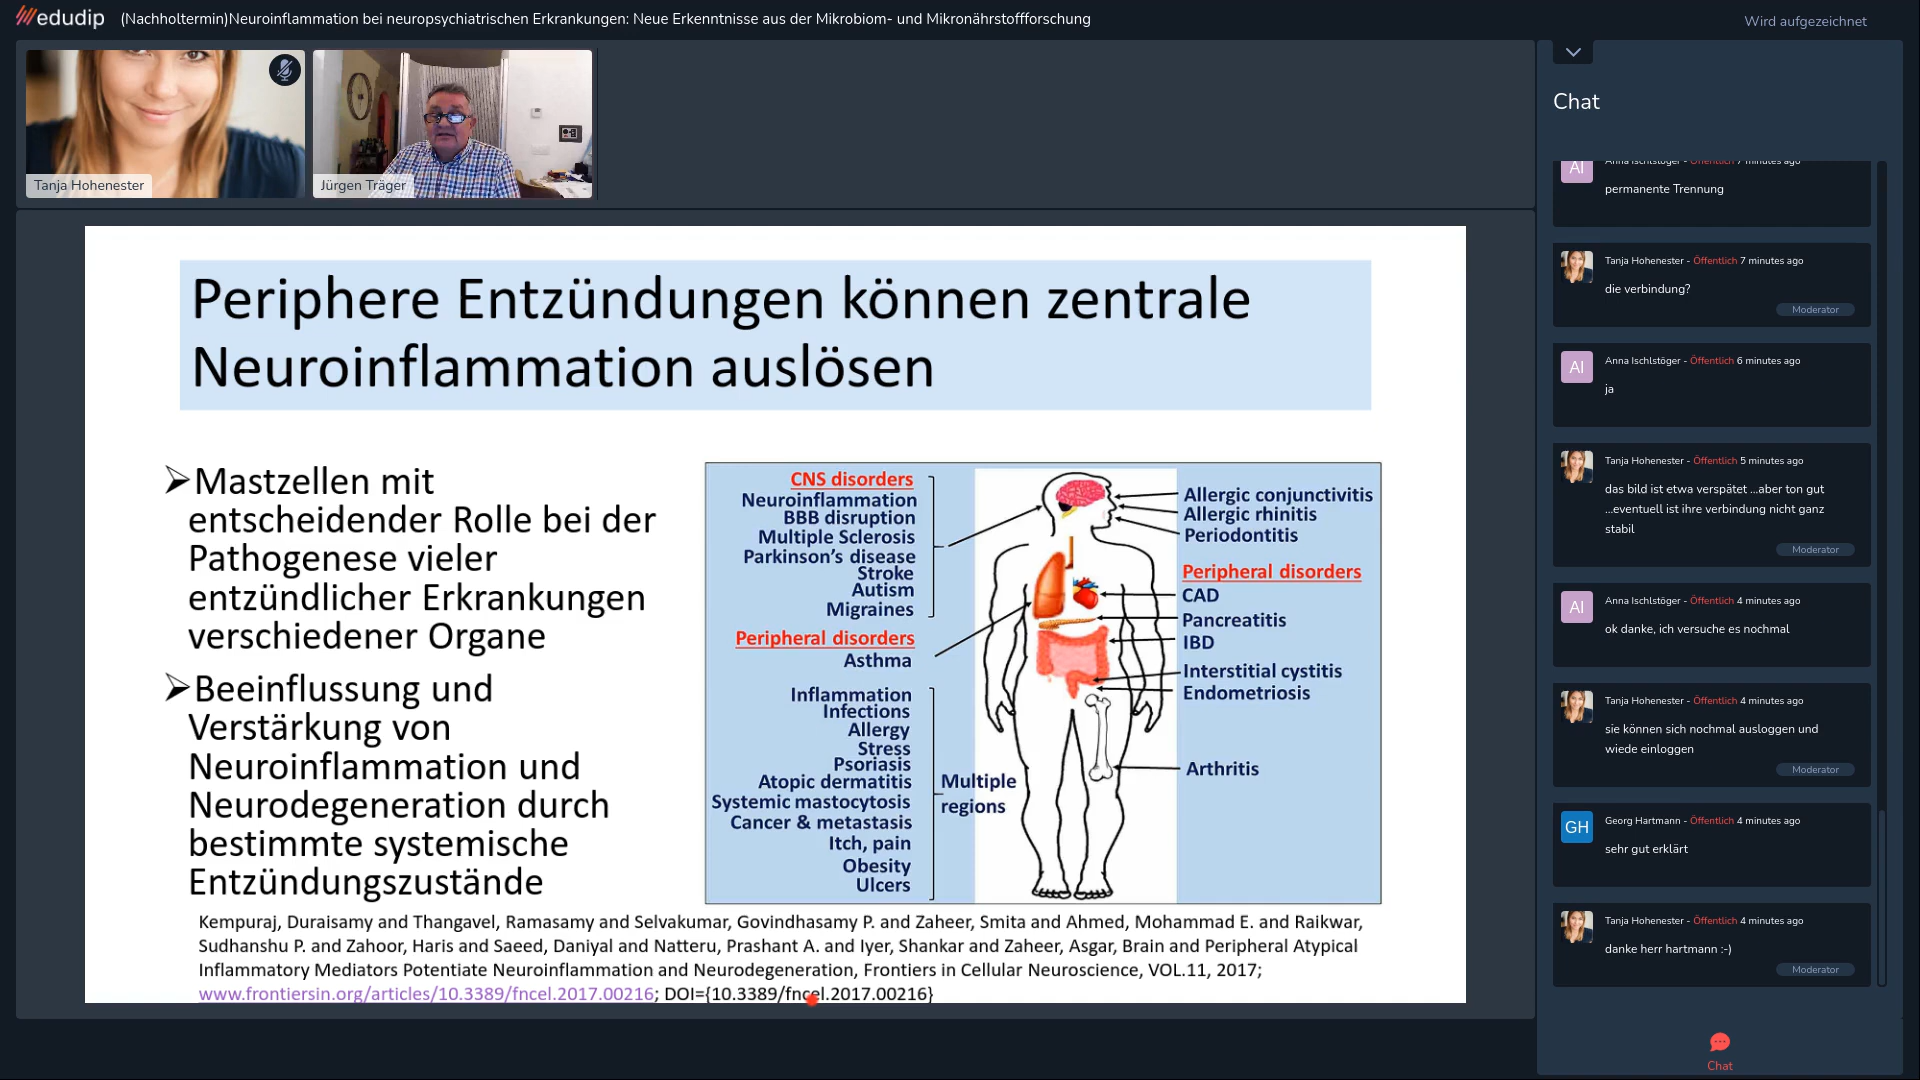 edudip
(Nachholtermin)Neuroinflammation bei neuropsychiatrischen Erkrankungen: Neue Erkenntnisse aus der Mikrobiom- und Mikronährstoffforschung
Wird aufgezeichnet
Tanja Hohenester
Jürgen Träger
Periphere Entzündungen können zentrale
Neuroinflammation auslösen
Mastzellen mit
entscheidender Rolle bei der
Pathogenese vieler
entzündlicher Erkrankungen
verschiedener Organe
Beeinflussung und
Verstärkung von
Neuroinflammation und
Neurodegeneration durch
bestimmte systemische
Entzündungszustände
CNS disorders
Neuroinflammation
BBB disruption
Multiple Sclerosis
Parkinson's disease
Stroke
Autism
Migraines
Peripheral disorders
Asthma
Inflammation
Infections
Allergy
Stress
Psoriasis
Atopic dermatitis
Systemic mastocytosis
Cancer & metastasis
Itch, pain
Obesity
Ulcers
Multiple
regions
Allergic conjunctivitis
Allergic rhinitis
Periodontitis
Peripheral disorders
CAD
Pancreatitis
IBD
Interstitial cystitis
Endometriosis
Arthritis
Kempuraj, Duraisamy and Thangavel, Ramasamy and Selvakumar, Govindhasamy P. and Zaheer, Smita and Ahmed, Mohammad E. and Raikwar,
Sudhanshu P. and Zahoor, Haris and Saeed, Daniyal and Natteru, Prashant A. and Iyer, Shankar and Zaheer, Asgar, Brain and Peripheral Atypical
Inflammatory Mediators Potentiate Neuroinflammation and Neurodegeneration, Frontiers in Cellular Neuroscience, VOL.11, 2017;
www.frontiersin.org/articles/10.3389/fncel.2017.00216; DOI={10.3389/fncel.2017.00216}
Chat
AI
Anna Ischlstöger - Öffentlich 7 minutes ago
permanente Trennung
Tanja Hohenester - Öffentlich 7 minutes ago
die verbindung?
Moderator
AI
Anna Ischlstöger - Öffentlich 6 minutes ago
ja
Tanja Hohenester - Öffentlich 5 minutes ago
das bild ist etwa verspätet ...aber ton gut
...eventuell ist ihre verbindung nicht ganz
stabil
Moderator
AI
Anna Ischlstöger - Öffentlich 4 minutes ago
ok danke, ich versuche es nochmal
Tanja Hohenester - Öffentlich 4 minutes ago
sie können sich nochmal ausloggen und
wiede einloggen
Moderator
GH
Georg Hartmann - Öffentlich 4 minutes ago
sehr gut erklärt
Tanja Hohenester - Öffentlich 4 minutes ago
danke herr hartmann :-)
Moderator
Chat